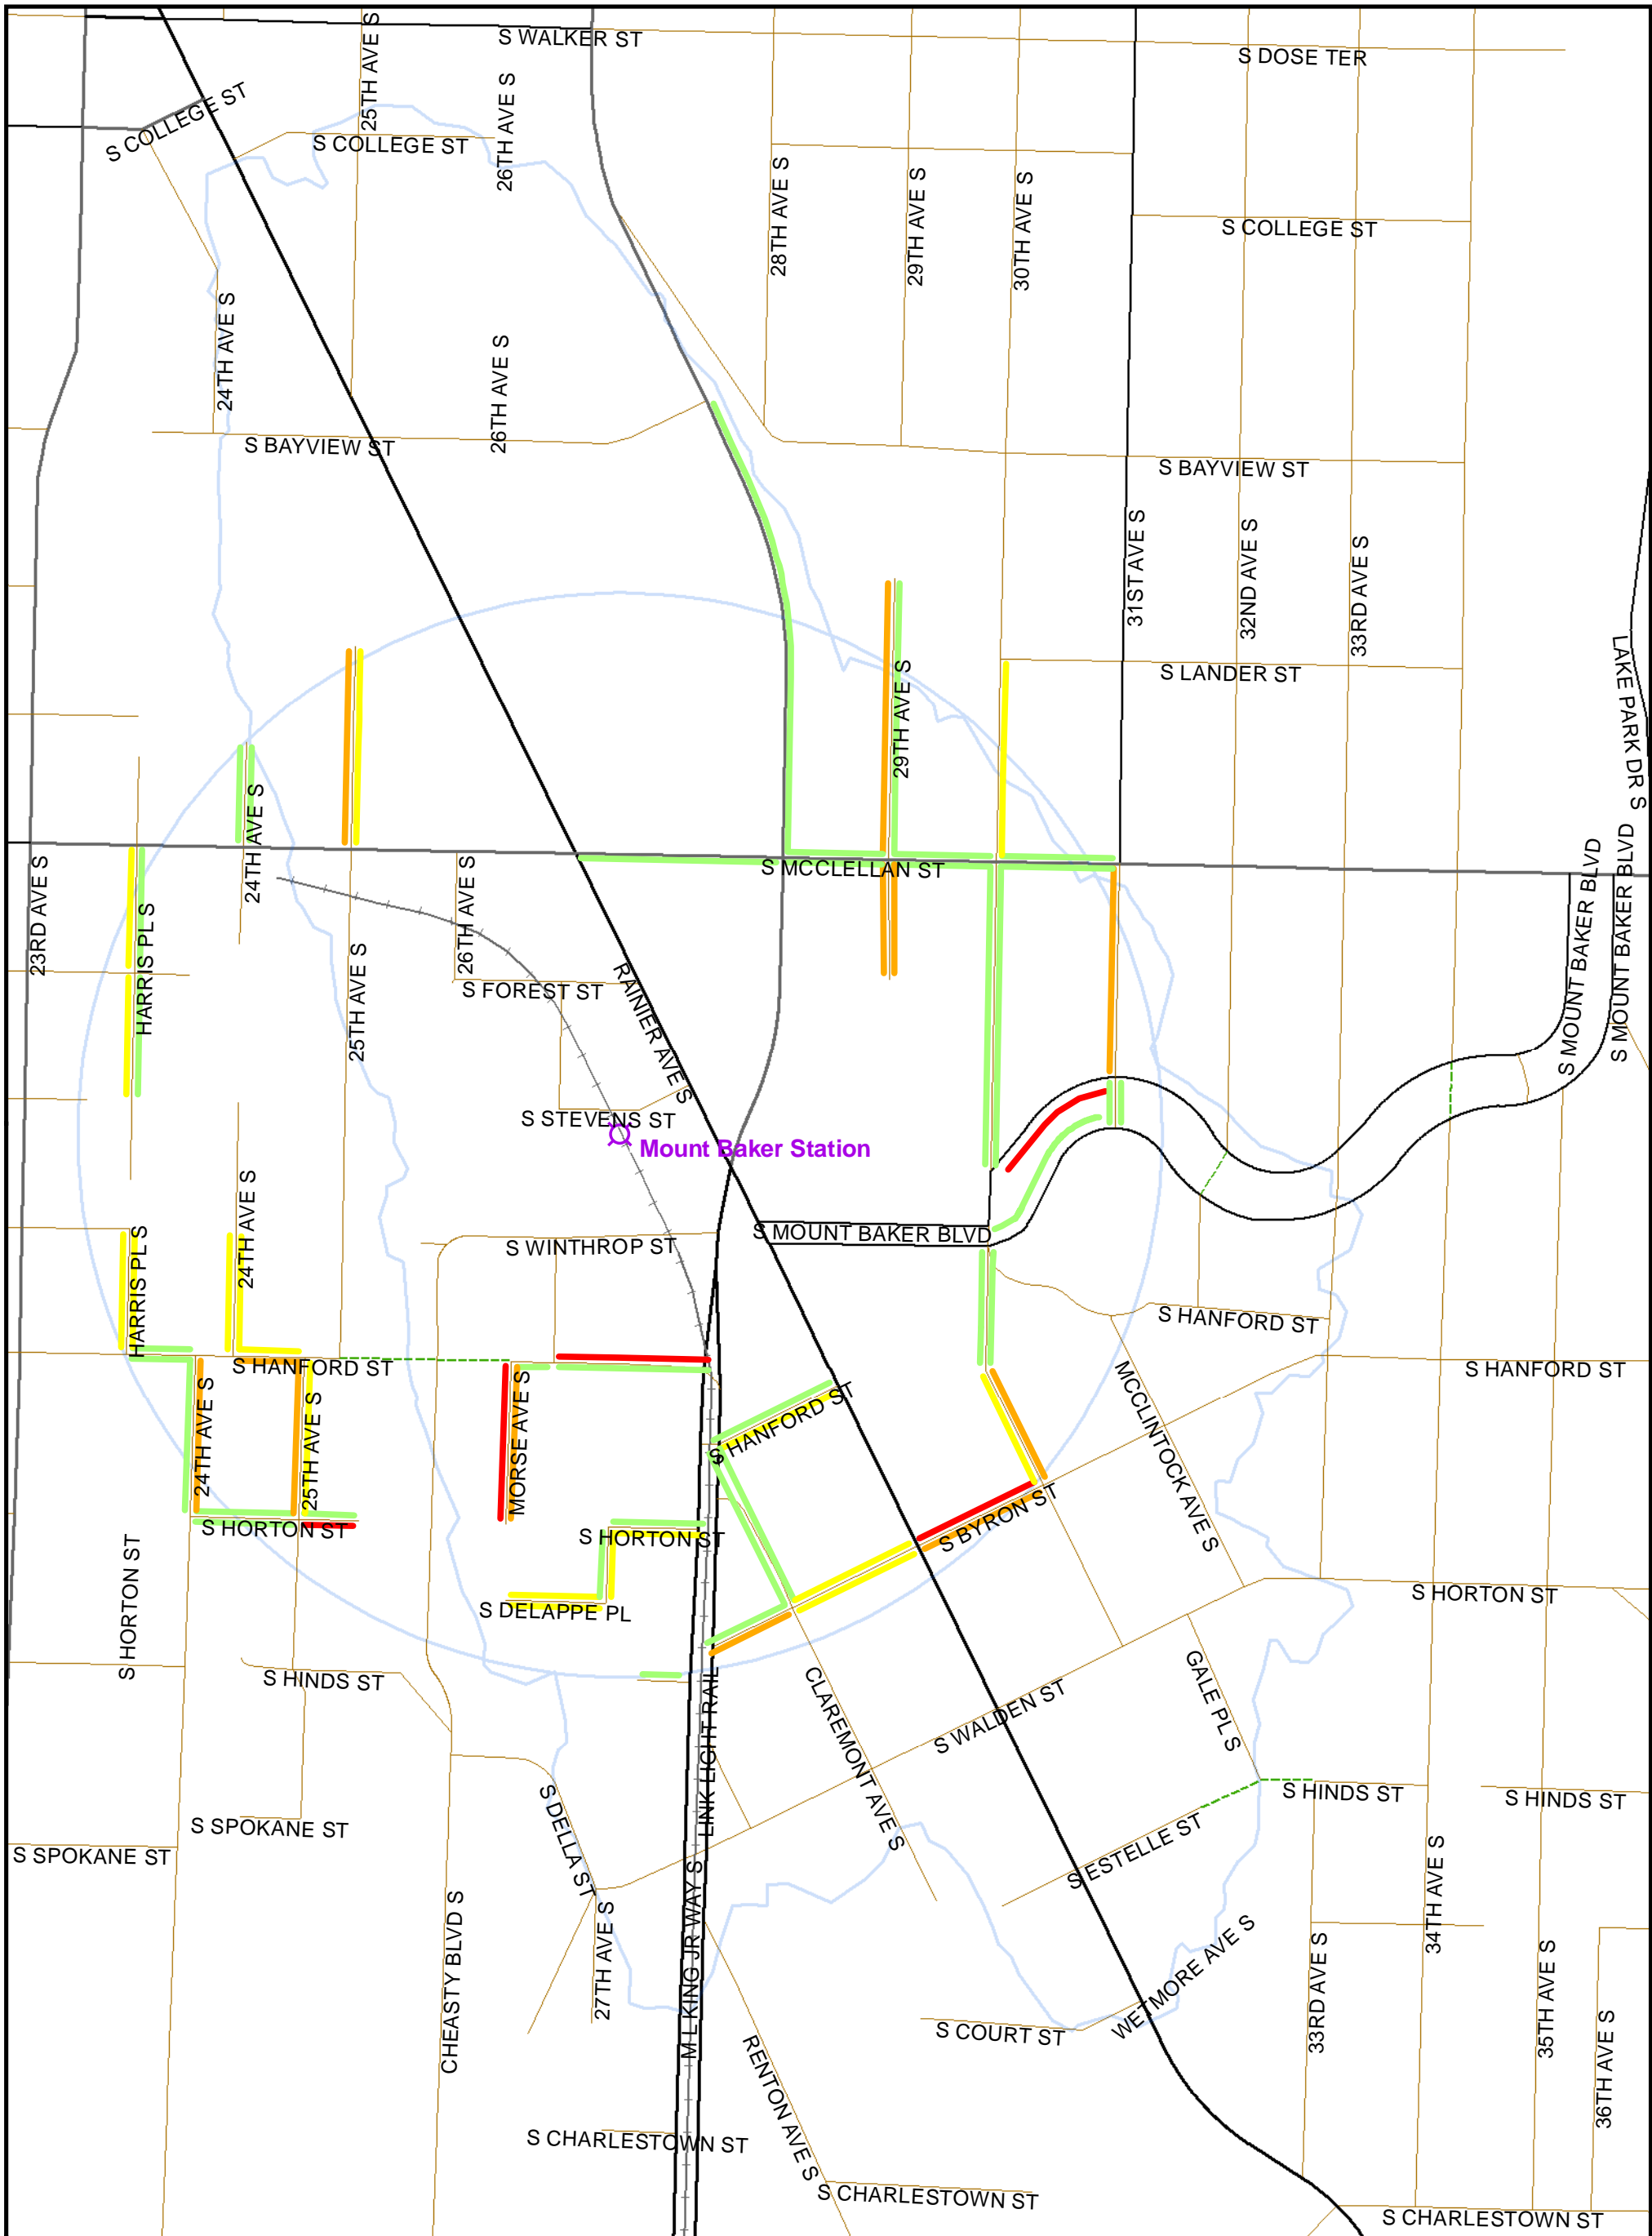 S WALKER ST
25TH AVE S
S DOSE TER
S COLLEGE ST
S COLLEGE ST
26TH AVE S
28TH AVE S
29TH AVE S
30TH AVE S
S COLLEGE ST
24TH AVE S
26TH AVE S
S BAYVIEW ST
S BAYVIEW ST
31ST AVE S
32ND AVE S
33RD AVE S
S LANDER ST
LAKE PARK DR S
29TH AVE S
24TH AVE S
S MCCLELLAN ST
23RD AVE S
26TH AVE S
HARRIS PL S
25TH AVE S
S FOREST ST
RAINIER AVE S
S MOUNT BAKER BLVD
S MOUNT BAKER BLVD
S STEVENS ST
Mount Baker Station
24TH AVE S
HARRIS PL S
S WINTHROP ST
S MOUNT BAKER BLVD
S HANFORD ST
S HANFORD ST
S HANFORD ST
24TH AVE S
25TH AVE S
MORSE AVE S
S HANFORD ST
MCCLINTOCK AVE S
S HORTON ST
S HORTON ST
S BYRON ST
S HORTON ST
S DELAPPE PL
S HORTON ST
S HINDS ST
LINK LIGHT RAIL
CLAREMONT AVE S
S WALDEN ST
GALE PL S
S HINDS ST
S HINDS ST
S SPOKANE ST
S SPOKANE ST
S DELLA ST
S ESTELLE ST
CHEASTY BLVD S
27TH AVE S
M L KING JR WAY S
34TH AVE S
WETMORE AVE S
33RD AVE S
35TH AVE S
36TH AVE S
S COURT ST
RENTON AVE S
S CHARLESTOWN ST
S CHARLESTOWN ST
S CHARLESTOWN ST